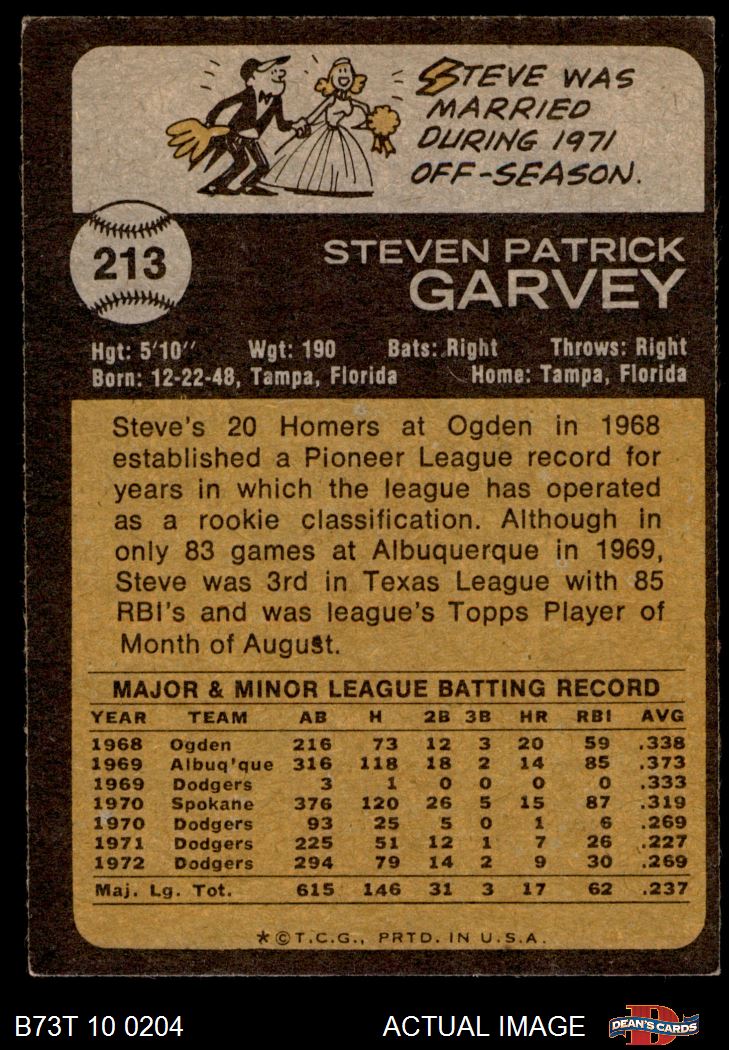 STEVE WAS
MARRIED
DURING 1971
OFF-SEASON.
213
STEVEN PATRICK
GARVEY
Hgt: 5'10" Wgt: 190 Bats: Right Throws: Right
Born: 12-22-48, Tampa, Florida Home: Tampa, Florida
Steve's 20 Homers at Ogden in 1968
established a Pioneer League record for
years in which the league has operated
as a rookie classification. Although in
only 83 games at Albuquerque in 1969,
Steve was 3rd in Texas League with 85
RBI's and was league's Topps Player of
Month of August.
MAJOR & MINOR LEAGUE BATTING RECORD
YEAR TEAM AB H 2B 3B HR RBI AVG
1968 Ogden 216 73 12 3 20 59 .338
1969 Albuq'que 316 118 18 2 14 85 .373
1969 Dodgers 3 1 0 0 0 0 .333
1970 Spokane 376 120 26 5 15 87 .319
1970 Dodgers 93 25 5 0 1 6 .269
1971 Dodgers 225 51 12 1 7 26 .227
1972 Dodgers 294 79 14 2 9 30 .269
Maj. Lg. Tot. 615 146 31 3 17 62 .237
*©T.C.G., PRTD. IN U.S.A.
B73T 10 0204 ACTUAL IMAGE D DEAN'S CARDS